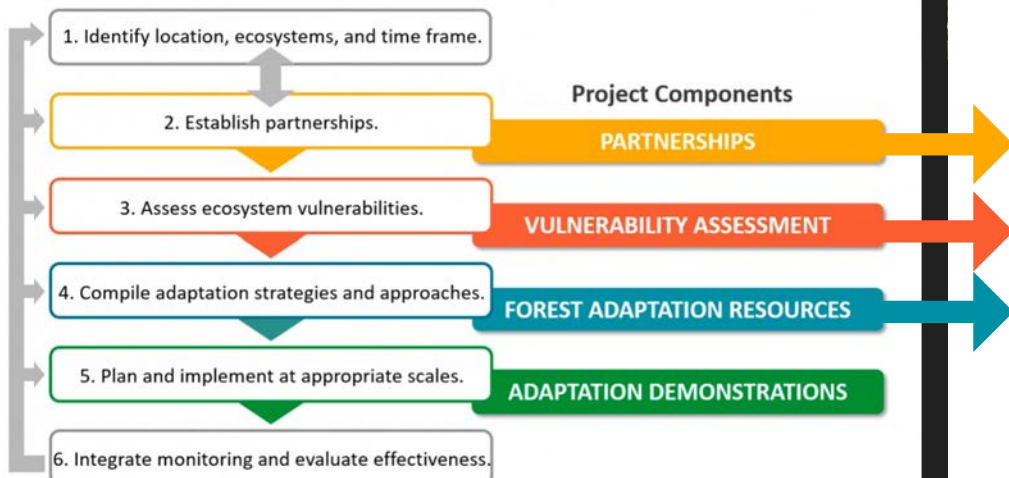 1. Identify location, ecosystems, and time frame.
Project Components
2. Establish partnerships.
PARTNERSHIPS
3. Assess ecosystem vulnerabilities.
VULNERABILITY ASSESSMENT
4. Compile adaptation strategies and approaches.
FOREST ADAPTATION RESOURCES
5. Plan and implement at appropriate scales.
ADAPTATION DEMONSTRATIONS
6. Integrate monitoring and evaluate effectiveness.